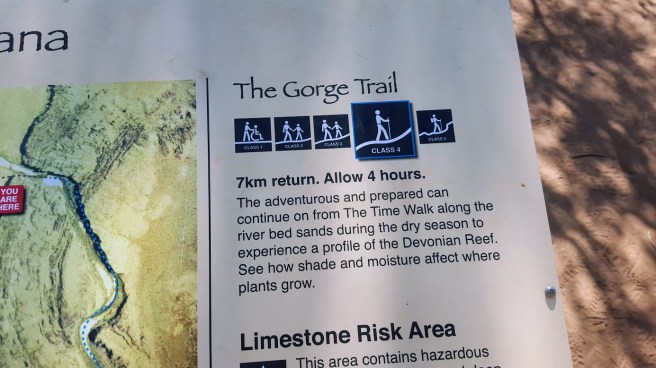 ana
The Gorge Trail
CLASS 1 CLASS 2 CLASS 3 CLASS 4 CLASS 5
7km return. Allow 4 hours.
The adventurous and prepared can
continue on from The Time Walk along the
river bed sands during the dry season to
experience a profile of the Devonian Reef.
See how shade and moisture affect where
plants grow.
YOU
ARE
HERE
Limestone Risk Area
This area contains hazardous